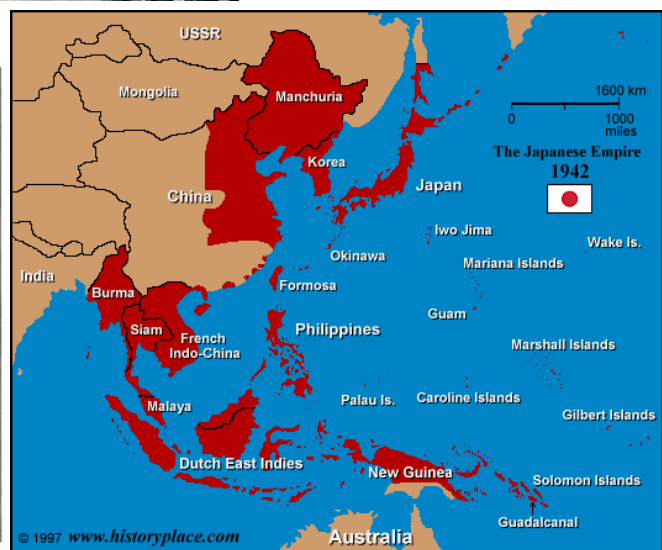 USSR
Mongolia
Manchuria
1600 km
0
1000
miles
The Japanese Empire
1942
Korea
Japan
China
Iwo Jima
Wake Is.
Okinawa
Mariana Islands
India
Burma
Formosa
Guam
Siam
French
Indo-China
Philippines
Marshall Islands
Malaya
Palau Is.
Caroline Islands
Gilbert Islands
Dutch East Indies
New Guinea
Solomon Islands
Guadalcanal
© 1997 www.historyplace.com
Australia